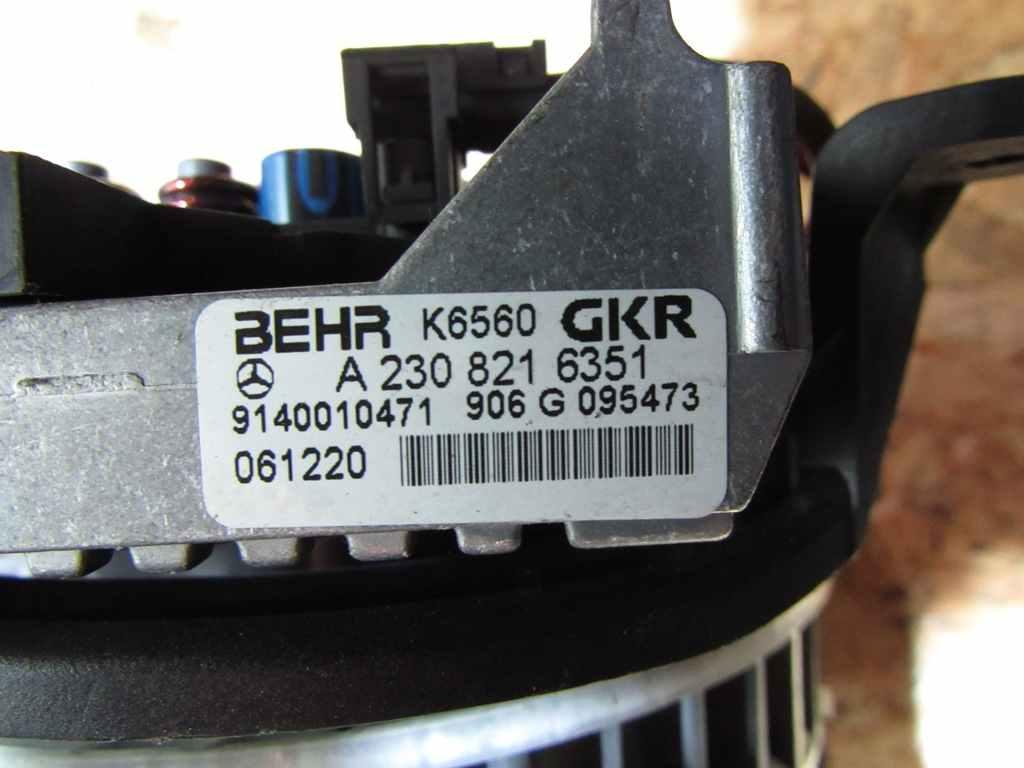 BEHR K6560 GKR
A 230 821 6351
9140010471 906 G 095473
061220